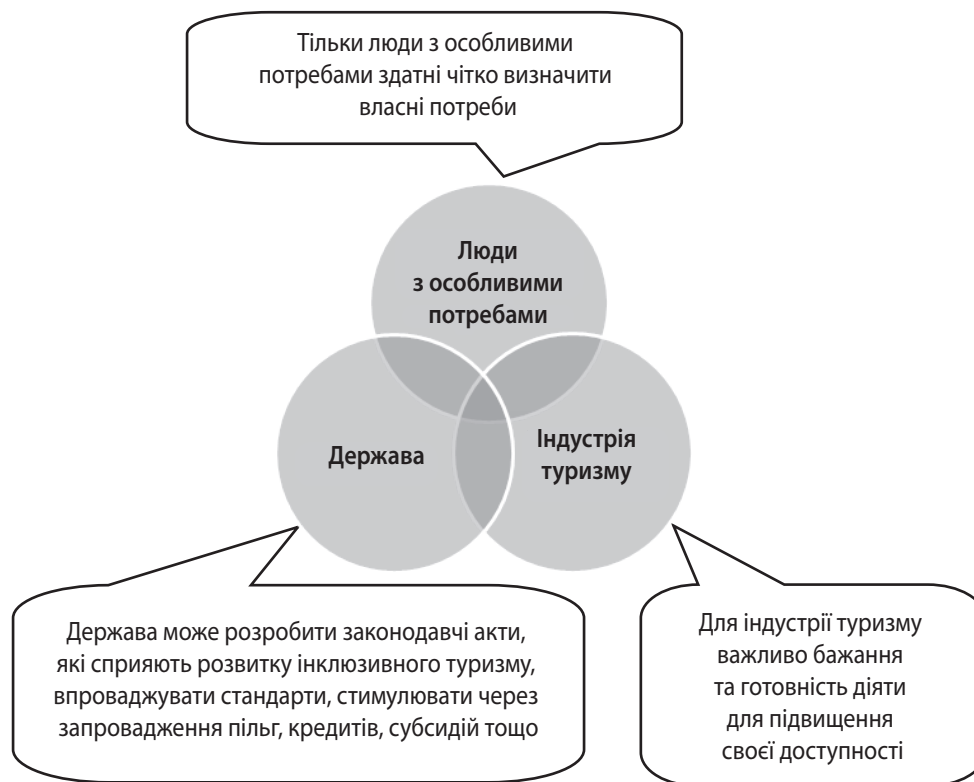 Тільки люди з особливими
потребами здатні чітко визначити
власні потреби
Люди
з особливими
потребами
Держава
Індустрія
туризму
Держава може розробити законодавчі акти,
які сприяють розвитку інклюзивного туризму,
впроваджувати стандарти, стимулювати через
запровадження пільг, кредитів, субсидій тощо
Для індустрії туризму
важливо бажання
та готовність діяти
для підвищення
своєї доступності